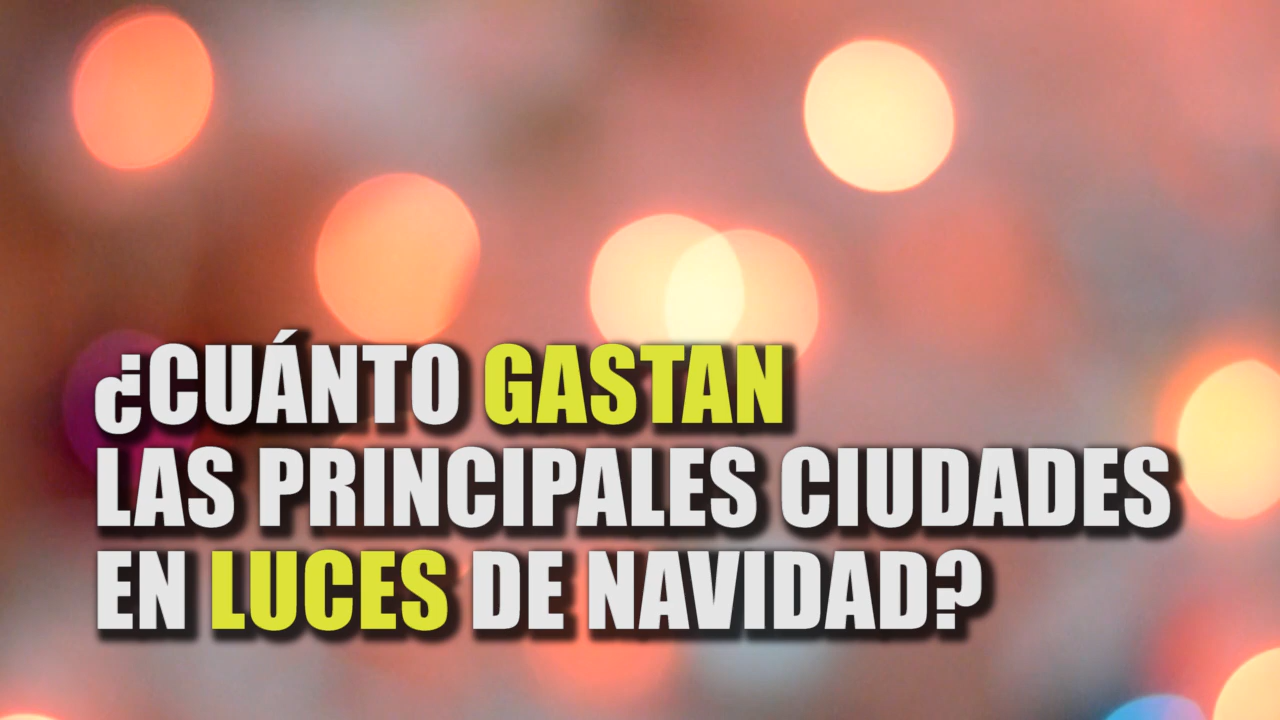 ¿CUÁNTO GASTAN
LAS PRINCIPALES CIUDADES
EN LUCES DE NAVIDAD?